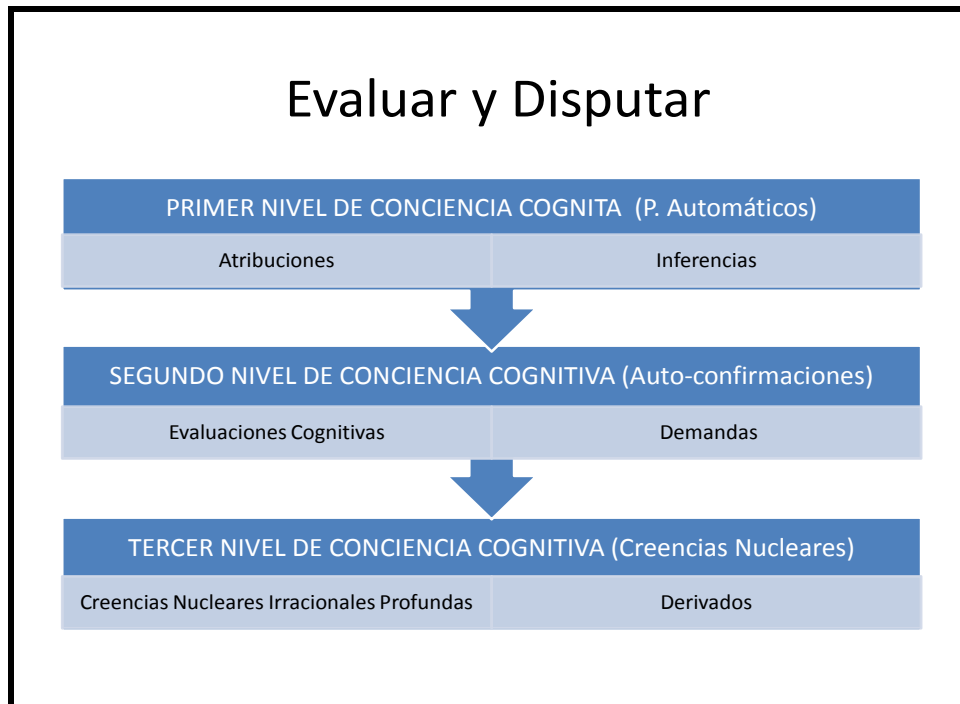 Evaluar y Disputar
PRIMER NIVEL DE CONCIENCIA COGNITA (P. Automáticos)
Atribuciones
Inferencias
SEGUNDO NIVEL DE CONCIENCIA COGNITIVA (Auto-confirmaciones)
Evaluaciones Cognitivas
Demandas
TERCER NIVEL DE CONCIENCIA COGNITIVA (Creencias Nucleares)
Creencias Nucleares Irracionales Profundas
Derivados